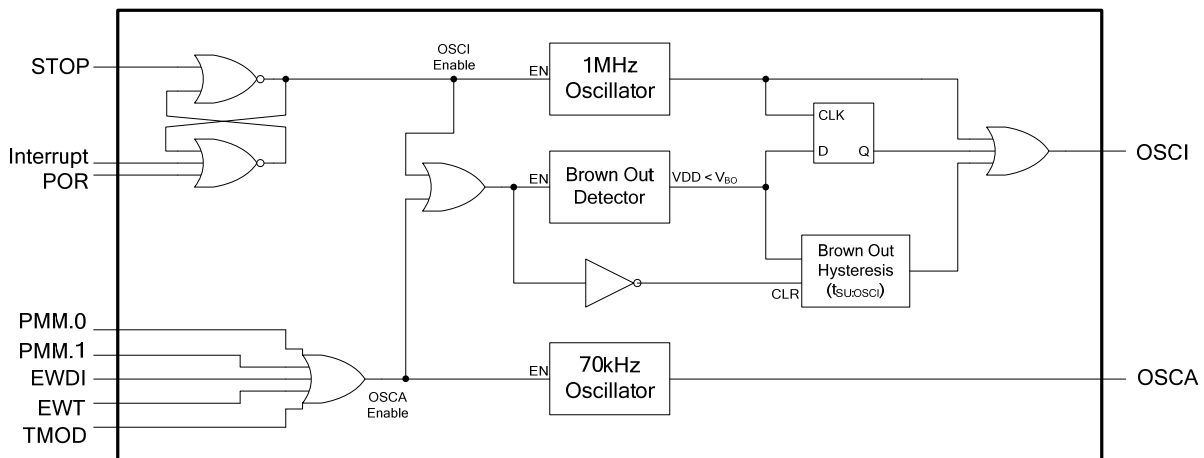 STOP
Interrupt
POR
OSCI
Enable
EN
1MHz
Oscillator
CLK
D
Q
OSCI
EN
Brown Out
Detector
VDD < VBO
Brown Out
Hysteresis
(tSU:OSCI)
CLR
PMM.0
PMM.1
EWDI
EWT
TMOD
OSCA
Enable
EN
70kHz
Oscillator
OSCA